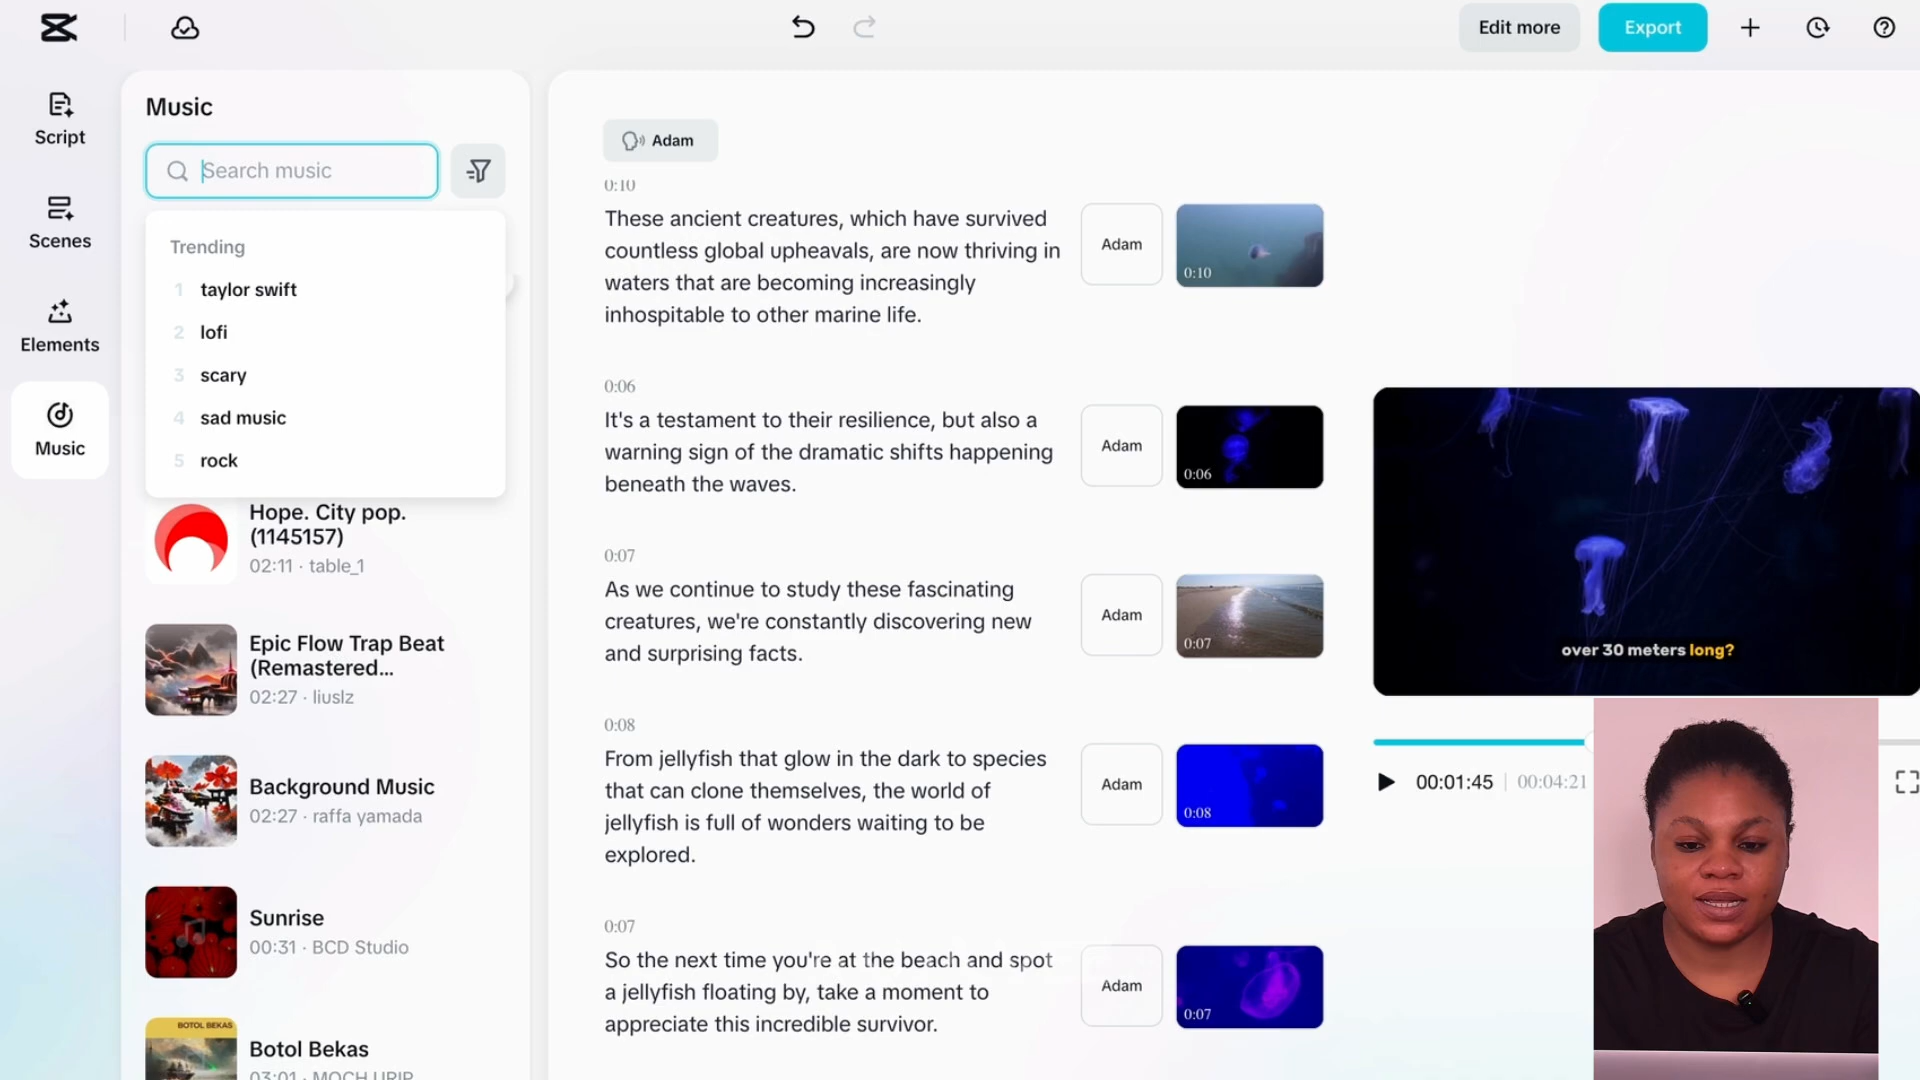 Edit more
Export
Script
Scenes
Elements
Music
Music
Search music
Trending
1 taylor swift
2 lofi
3 scary
4 sad music
5 rock
Hope. City pop.
(1145157)
02:11 · table_1
Epic Flow Trap Beat
(Remastered...
02:27 · liuslz
Background Music
02:27 · raffa yamada
Sunrise
00:31 · BCD Studio
BOTOL BEKAS
Botol Bekas
03:01 · MOCH URIP
Adam
0:10
These ancient creatures, which have survived
countless global upheavals, are now thriving in
waters that are becoming increasingly
inhospitable to other marine life.
Adam
0:10
0:06
It's a testament to their resilience, but also a
warning sign of the dramatic shifts happening
beneath the waves.
Adam
0:06
0:07
As we continue to study these fascinating
creatures, we're constantly discovering new
and surprising facts.
Adam
0:07
0:08
From jellyfish that glow in the dark to species
that can clone themselves, the world of
jellyfish is full of wonders waiting to be
explored.
Adam
0:08
0:07
So the next time you're at the beach and spot
a jellyfish floating by, take a moment to
appreciate this incredible survivor.
Adam
0:07
over 30 meters long?
00:01:45 | 00:04:21